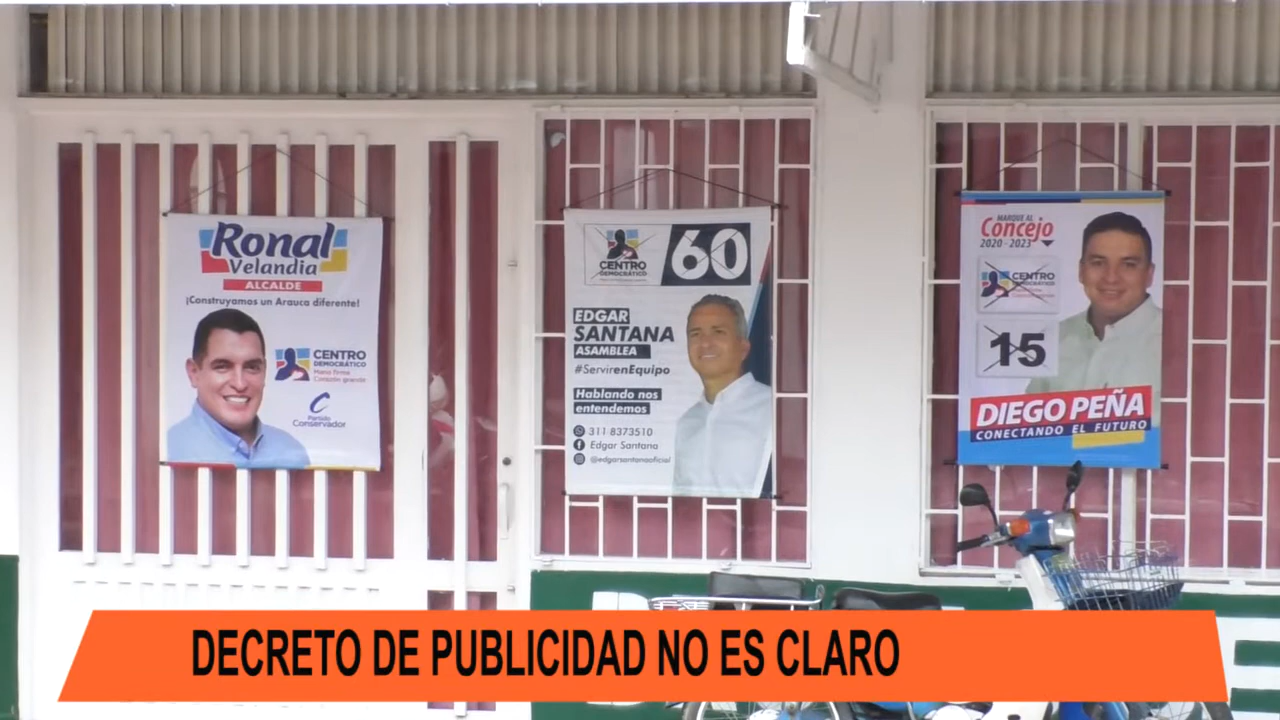 Ronal
Velandia
ALCALDE
¡Construyamos un Arauca diferente!
CENTRO
DEMOCRÁTICO
Mano firme
Corazón grande
Partido
Conservador
CENTRO
DEMOCRÁTICO
60
EDGAR
SANTANA
ASAMBLEA
#ServirenEquipo
Hablando nos
entendemos
311 8373510
Edgar Santana
@edgarsantanaoficial
MARQUE AL
Concejo
2020 - 2023
CENTRO
DEMOCRÁTICO
15
DIEGO PEÑA
CONECTANDO EL FUTURO
DECRETO DE PUBLICIDAD NO ES CLARO